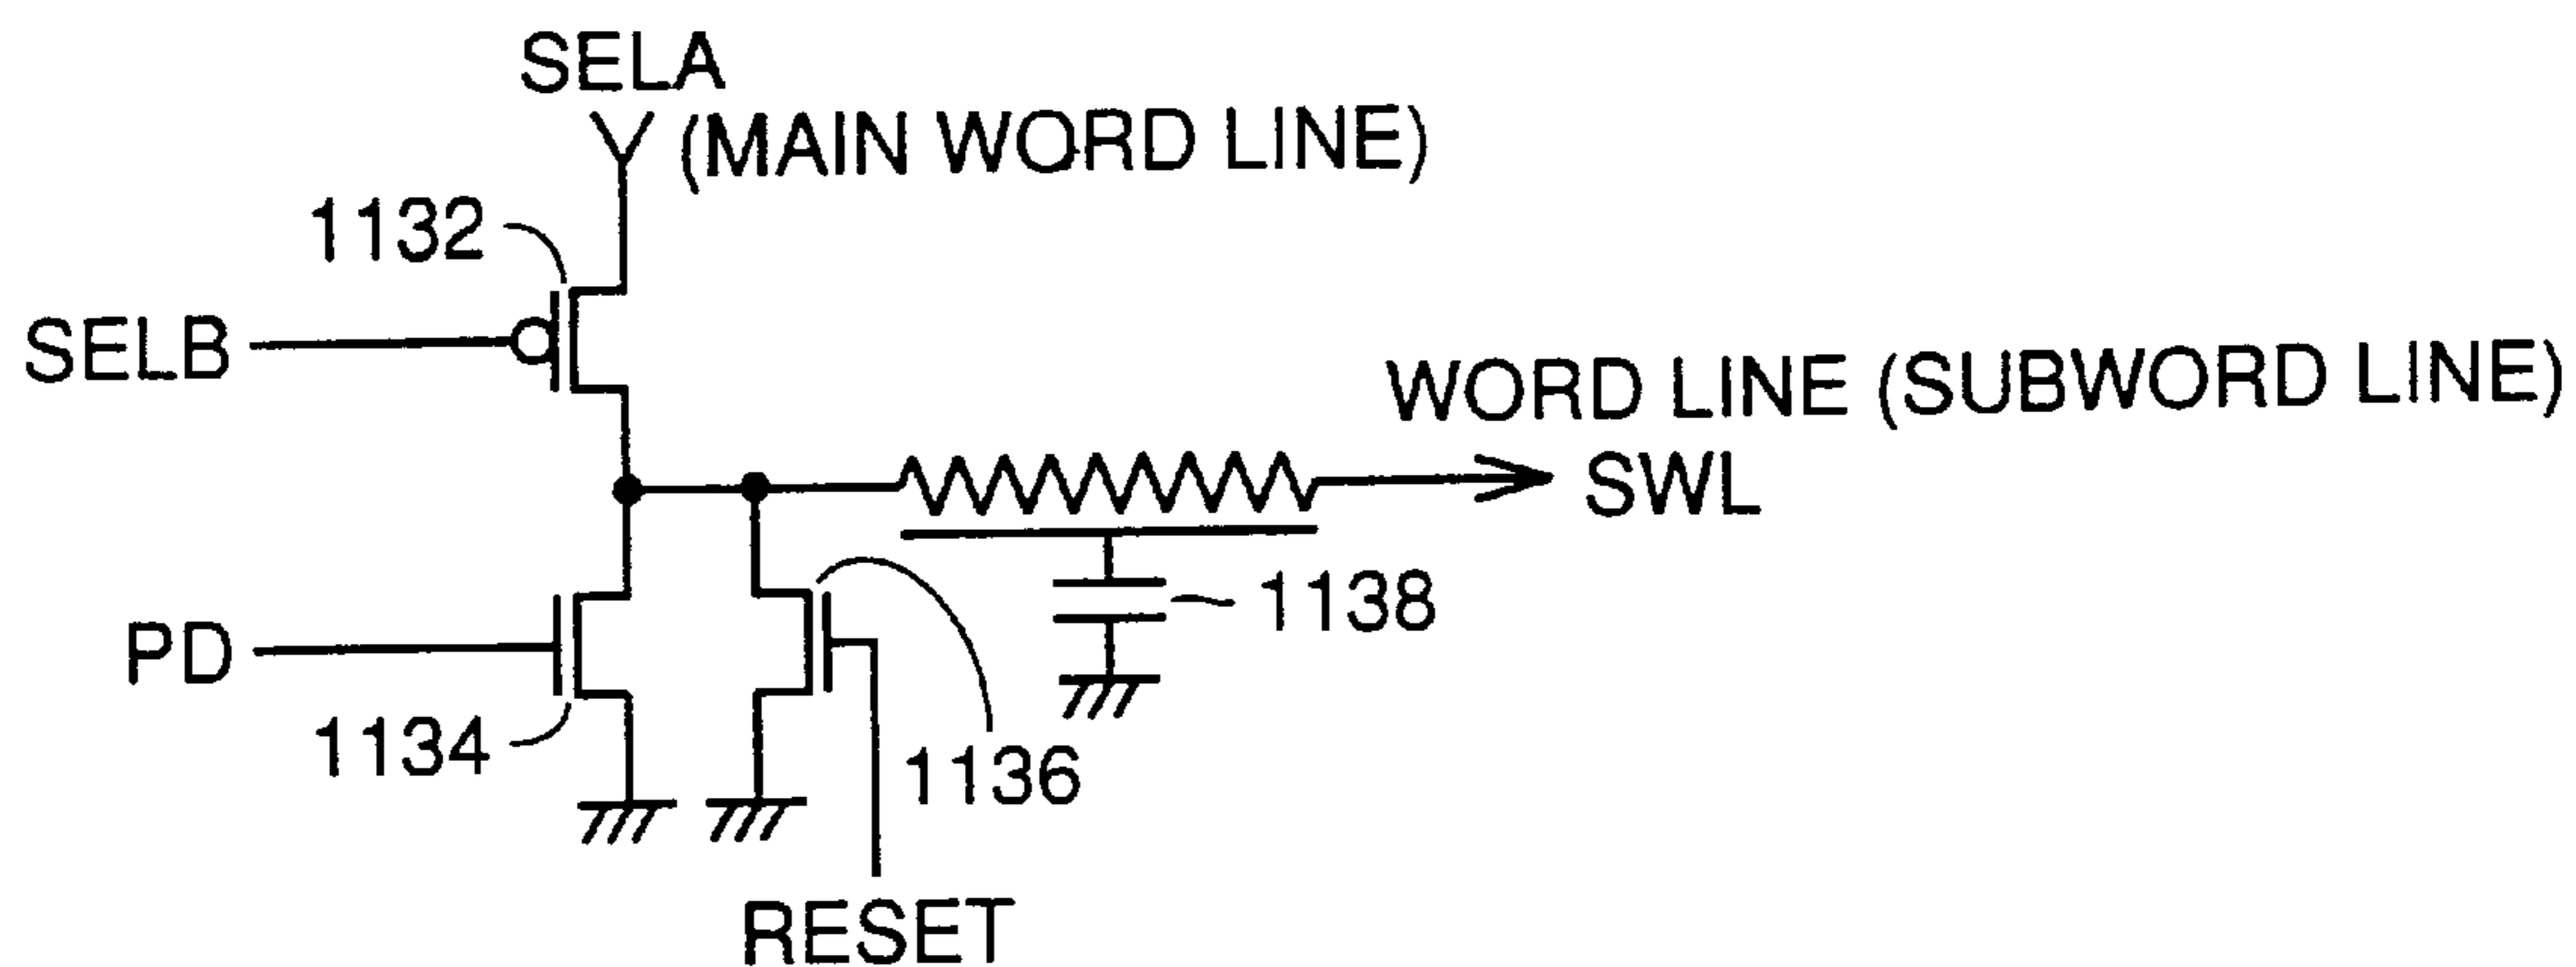 SELA
(MAIN WORD LINE)
1132
SELB
WORD LINE (SUBWORD LINE)
SWL
1138
PD
1134
1136
RESET